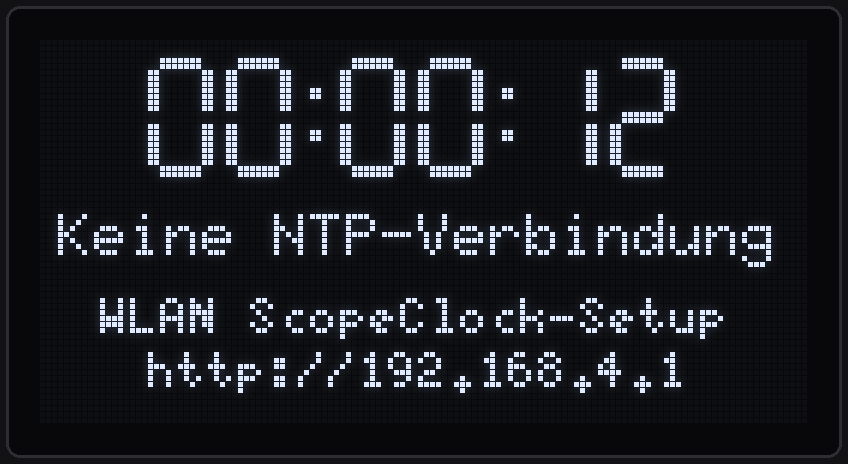 00:00:12
Keine NTP-Verbindung
WLAN ScopeClock-Setup
http://192.168.4.1